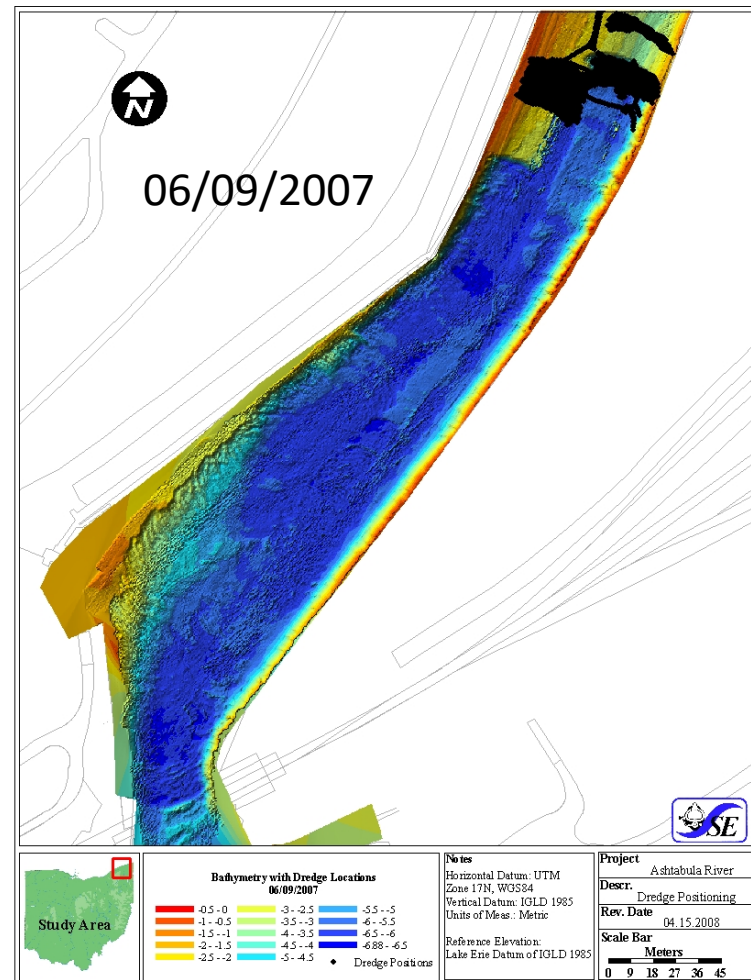 N
06/09/2007
SE
Study Area
Bathymetry with Dredge Locations
06/09/2007
-0.5 - 0
-1 - -0.5
-1.5 - -1
-2 - -1.5
-2.5 - -2
-3 - -2.5
-3.5 - -3
-4 - -3.5
-4.5 - -4
-5 - -4.5
-5.5 - -5
-6 - -5.5
-6.5 - -6
-6.88 - -6.5
Dredge Positions
Notes
Horizontal Datum: UTM
Zone 17N, WGS84
Vertical Datum: IGLD 1985
Units of Meas.: Metric
Reference Elevation:
Lake Erie Datum of IGLD 1985
Project
Ashtabula River
Descr.
Dredge Positioning
Rev. Date
04.15.2008
Scale Bar
Meters
0 9 18 27 36 45